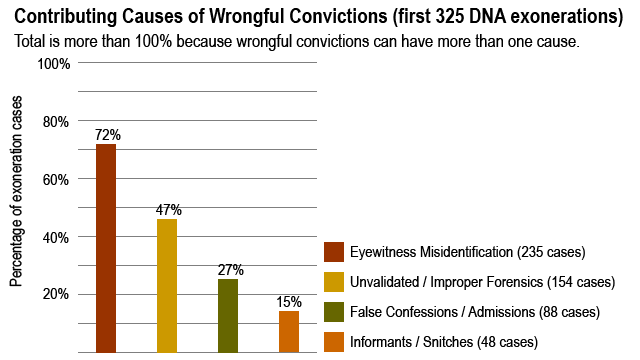 Contributing Causes of Wrongful Convictions (first 325 DNA exonerations)
Total is more than 100% because wrongful convictions can have more than one cause.
Percentage of exoneration cases
100%
80%
60%
40%
20%
72%
47%
27%
15%
Eyewitness Misidentification (235 cases)
Unvalidated / Improper Forensics (154 cases)
False Confessions / Admissions (88 cases)
Informants / Snitches (48 cases)